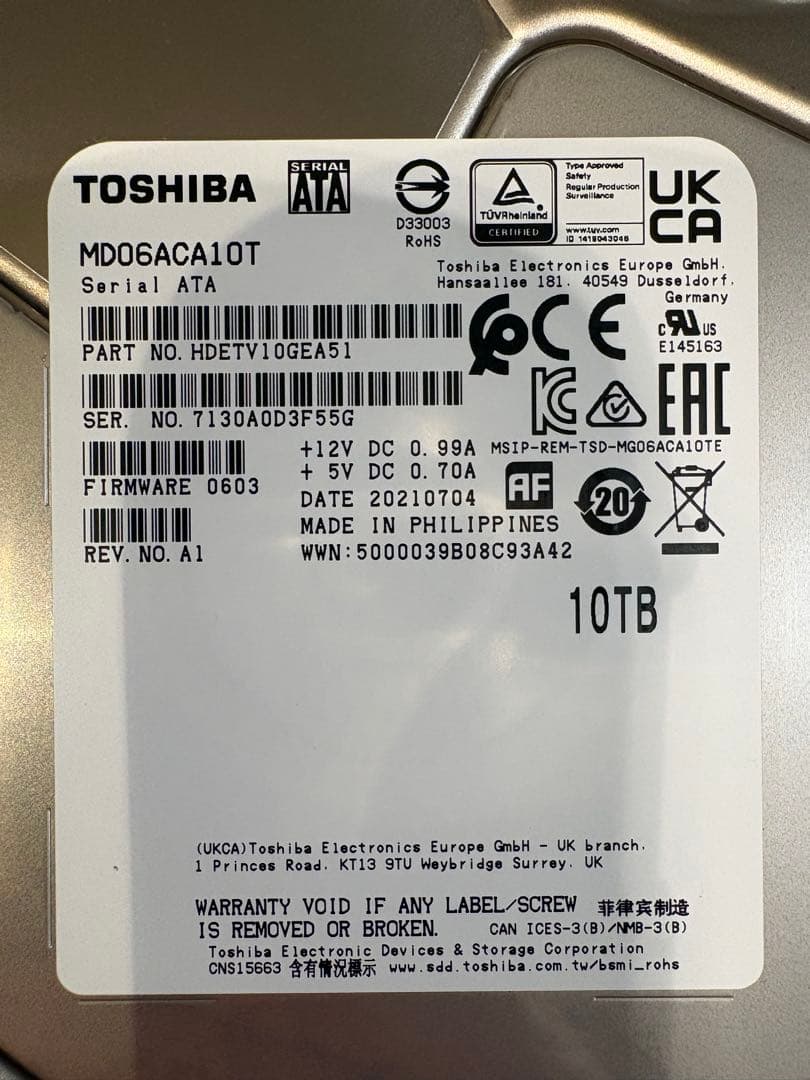 TOSHIBA
SERIAL
ATA
D33003
RoHS
TÜVRheinland
CERTIFIED
Type Approved
Safety
Regular Production
Surveillance
www.tuv.com
ID 1419043046
UK
CA
MD06ACA10T
Serial ATA
Toshiba Electronics Europe GmbH.
Hansaallee 181. 40549 Dusseldorf.
Germany
PART NO. HDETV10GEA51
CE
c UL US
E145163
SER. NO. 7130A0D3F55G
KC
EAC
MSIP-REM-TSD-MG06ACA10TE
+12V DC 0.99A
+ 5V DC 0.70A
FIRMWARE 0603
DATE 20210704
AF
20
MADE IN PHILIPPINES
REV. NO. A1
WWN:5000039B08C93A42
10TB
(UKCA)Toshiba Electronics Europe GmbH - UK branch.
1 Princes Road. KT13 9TU Weybridge Surrey. UK
WARRANTY VOID IF ANY LABEL/SCREW 菲律宾制造
IS REMOVED OR BROKEN. CAN ICES-3(B)/NMB-3(B)
Toshiba Electronic Devices & Storage Corporation
CNS15663 含有情況標示 www.sdd.toshiba.com.tw/bsmi_rohs